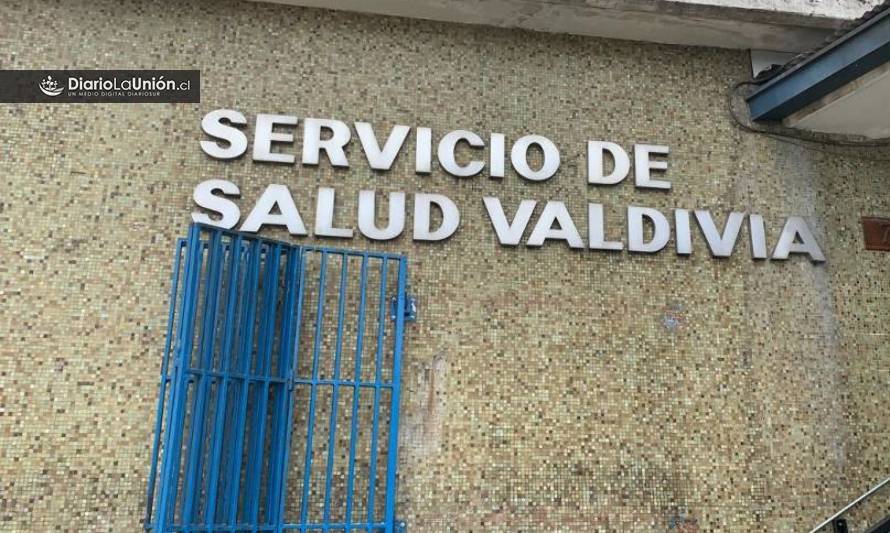 DiarioLaUnión.cl
UN MEDIO DIGITAL DIARIOSUR
SERVICIO DE
SALUD VALDIVIA